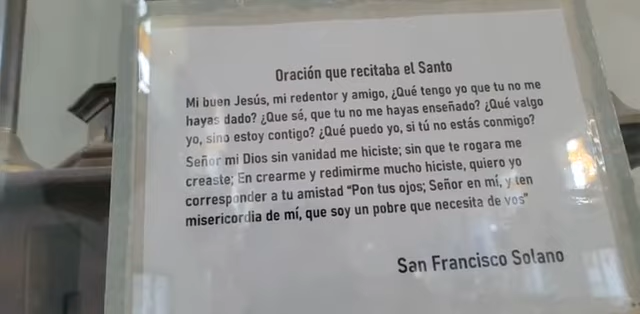 Oración que recitaba el Santo
Mi buen Jesús, mi redentor y amigo, ¿Qué tengo yo que tu no me
hayas dado? ¿Que sé, que tu no me hayas enseñado? ¿Qué valgo
yo, sino estoy contigo? ¿Qué puedo yo, si tú no estás conmigo?
Señor mi Dios sin vanidad me hiciste; sin que te rogara me
creaste; En crearme y redimirme mucho hiciste, quiero yo
corresponder a tu amistad "Pon tus ojos; Señor en mí, y ten
misericordia de mí, que soy un pobre que necesita de vos"
San Francisco Solano